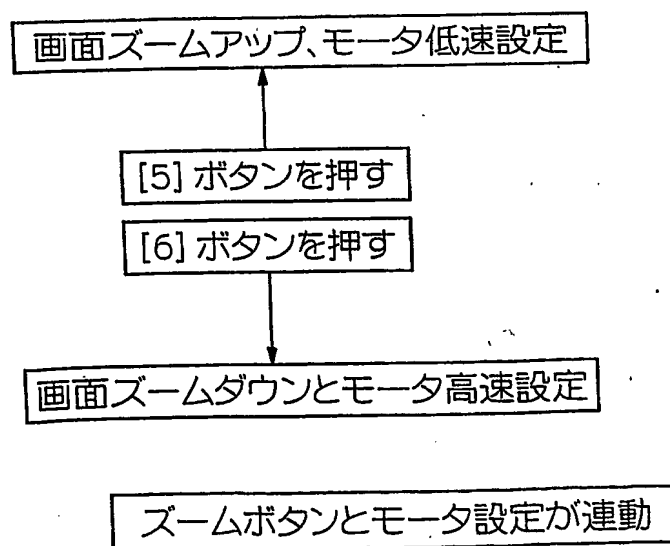 画面ズームアップ、モータ低速設定
[5] ボタンを押す
[6] ボタンを押す
画面ズームダウンとモータ高速設定
ズームボタンとモータ設定が連動